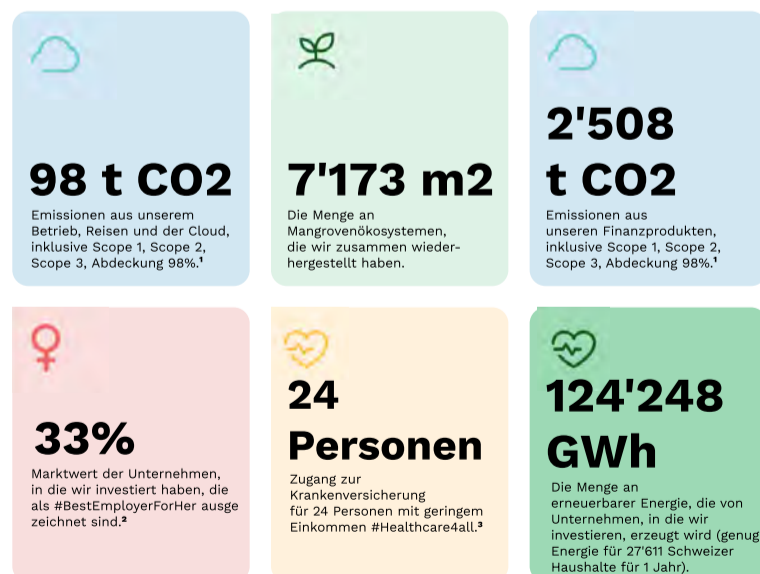 98 t CO2
Emissionen aus unserem
Betrieb, Reisen und der Cloud,
inklusive Scope 1, Scope 2,
Scope 3, Abdeckung 98%.¹
7'173 m2
Die Menge an
Mangrovenökosystemen,
die wir zusammen wieder-
hergestellt haben.
2'508
t CO2
Emissionen aus
unseren Finanzprodukten,
inklusive Scope 1, Scope 2,
Scope 3, Abdeckung 98%.¹
33%
Marktwert der Unternehmen,
in die wir investiert haben, die
als #BestEmployerForHer ausge
zeichnet sind.²
24
Personen
Zugang zur
Krankenversicherung
für 24 Personen mit geringem
Einkommen #Healthcare4all.³
124'248
GWh
Die Menge an
erneuerbarer Energie, die von
Unternehmen, in die wir
investieren, erzeugt wird (genug
Energie für 27'611 Schweizer
Haushalte für 1 Jahr).